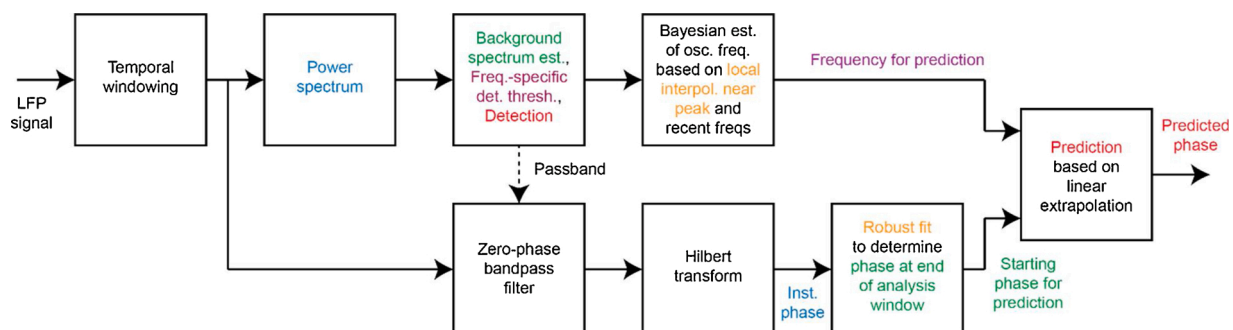 LFP
signal
Temporal
windowing
Power
spectrum
Background
spectrum est.,
Freq.-specific
det. thresh.,
Detection
Bayesian est.
of osc. freq.
based on local
interpol. near
peak and
recent freqs
Frequency for prediction
Prediction
based on
linear
extrapolation
Predicted
phase
Passband
Zero-phase
bandpass
filter
Hilbert
transform
Inst.
phase
Robust fit
to determine
phase at end
of analysis
window
Starting
phase for
prediction